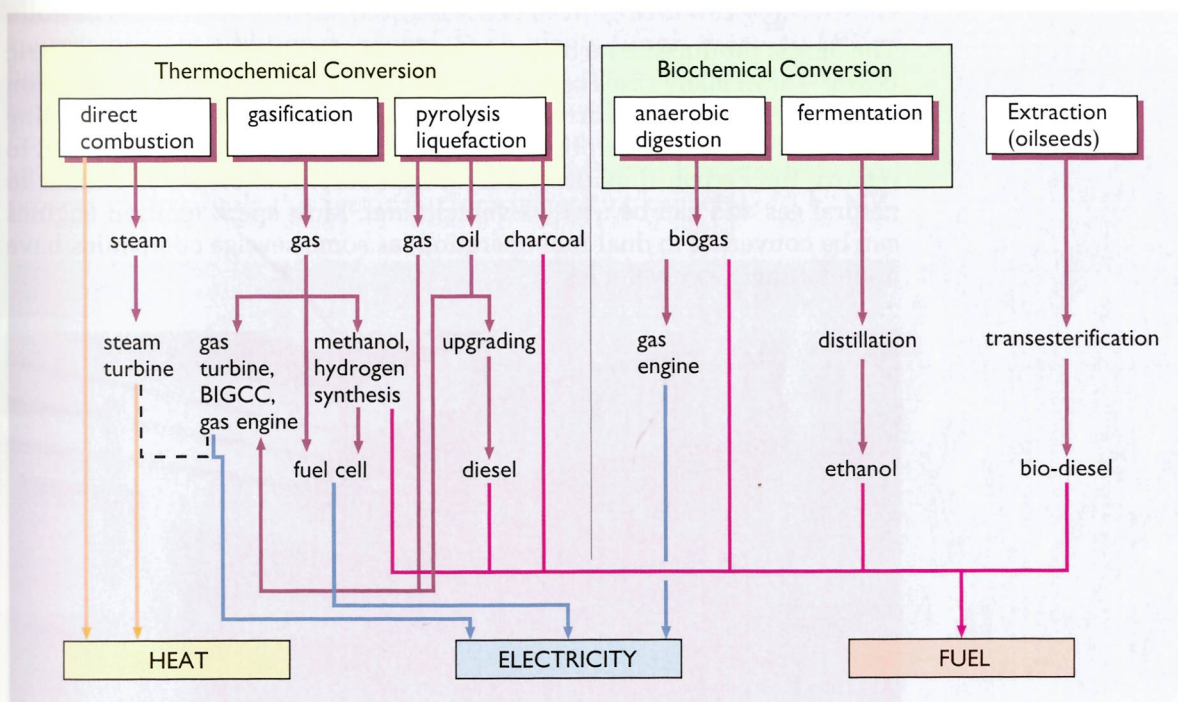 Thermochemical Conversion
Biochemical Conversion
direct
combustion
gasification
pyrolysis
liquefaction
anaerobic
digestion
fermentation
Extraction
(oilseeds)
steam
gas
gas
oil
charcoal
biogas
steam
turbine
gas
turbine,
BIGCC,
gas engine
methanol,
hydrogen
synthesis
upgrading
gas
engine
distillation
transesterification
fuel cell
diesel
ethanol
bio-diesel
HEAT
ELECTRICITY
FUEL